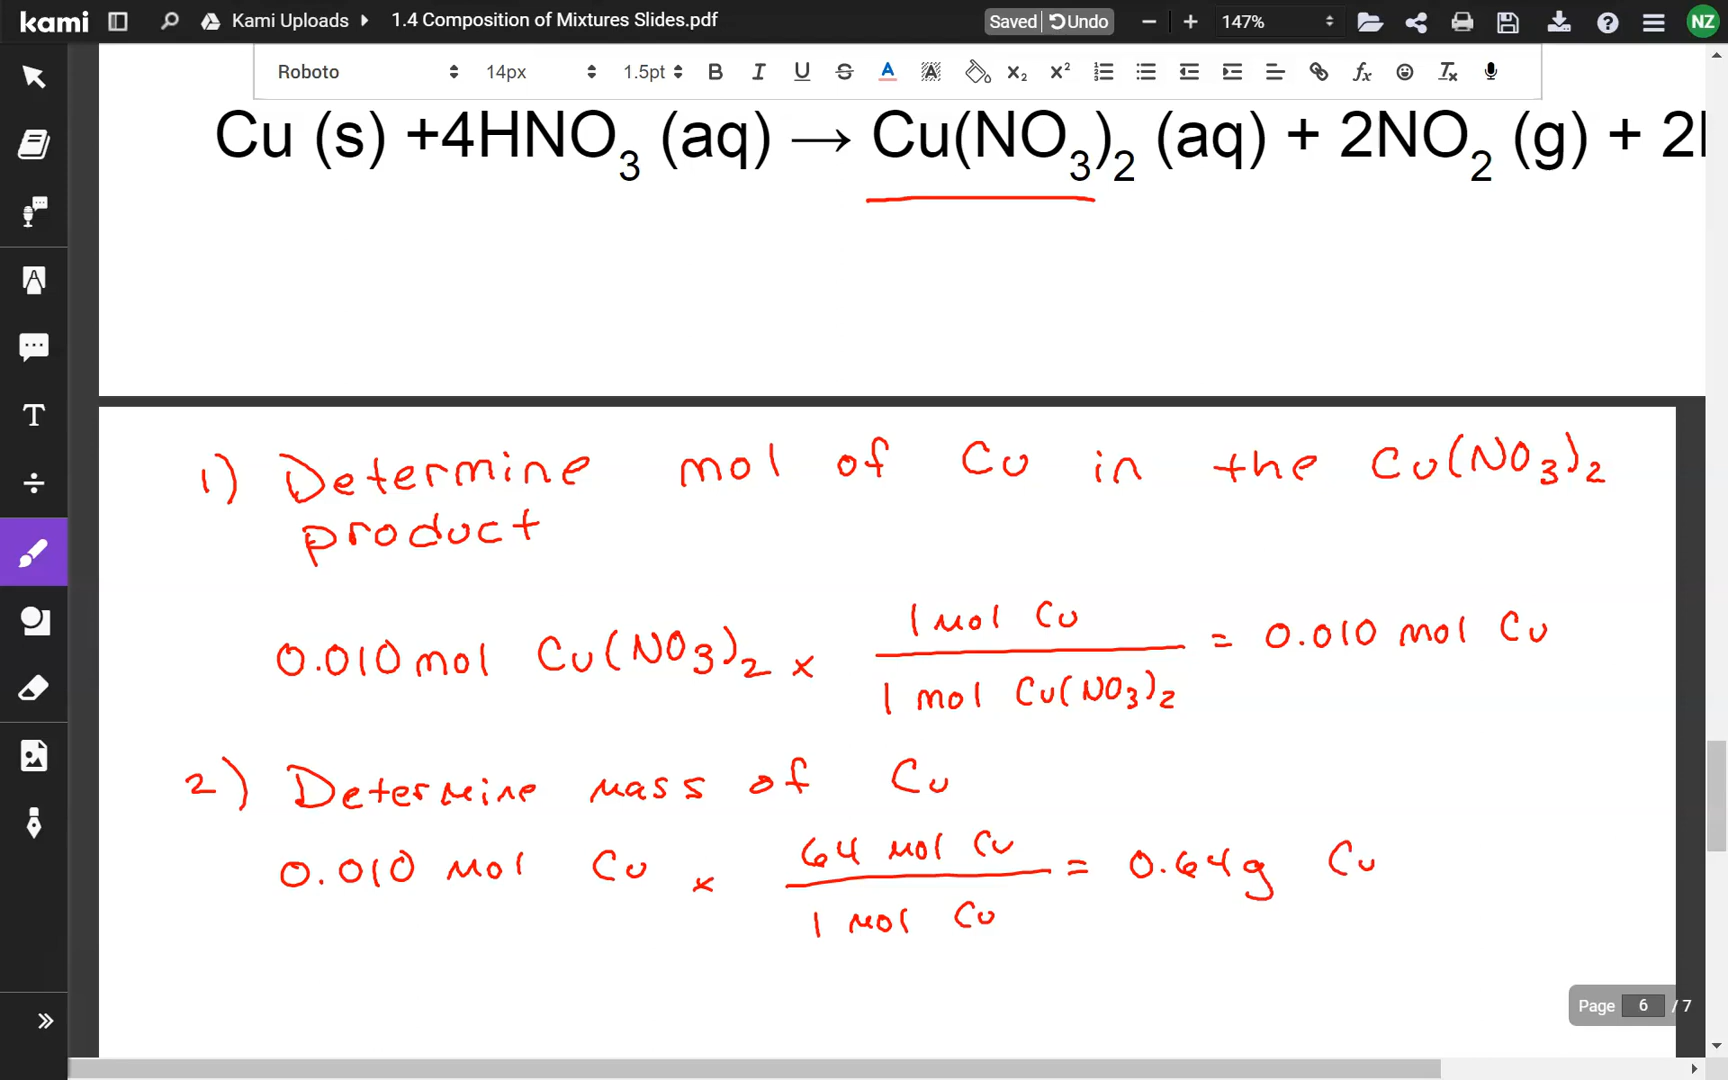 kami Kami Uploads 1.4 Composition of Mixtures Slides.pdf Saved Undo 147% NZ
Roboto 14px 1.5pt B I U S A A X₂ X² fx Tx
Cu (s) +4HNO₃ (aq) → Cu(NO₃)₂ (aq) + 2NO₂ (g) + 2
1) Determine mol of Cu in the Cu(NO₃)₂
product
0.010 mol Cu(NO₃)₂ x 1 mol Cu / 1 mol Cu(NO₃)₂ = 0.010 mol Cu
2) Determine mass of Cu
0.010 mol Cu x 64 mol Cu / 1 mol Cu = 0.64g Cu
Page 6 / 7